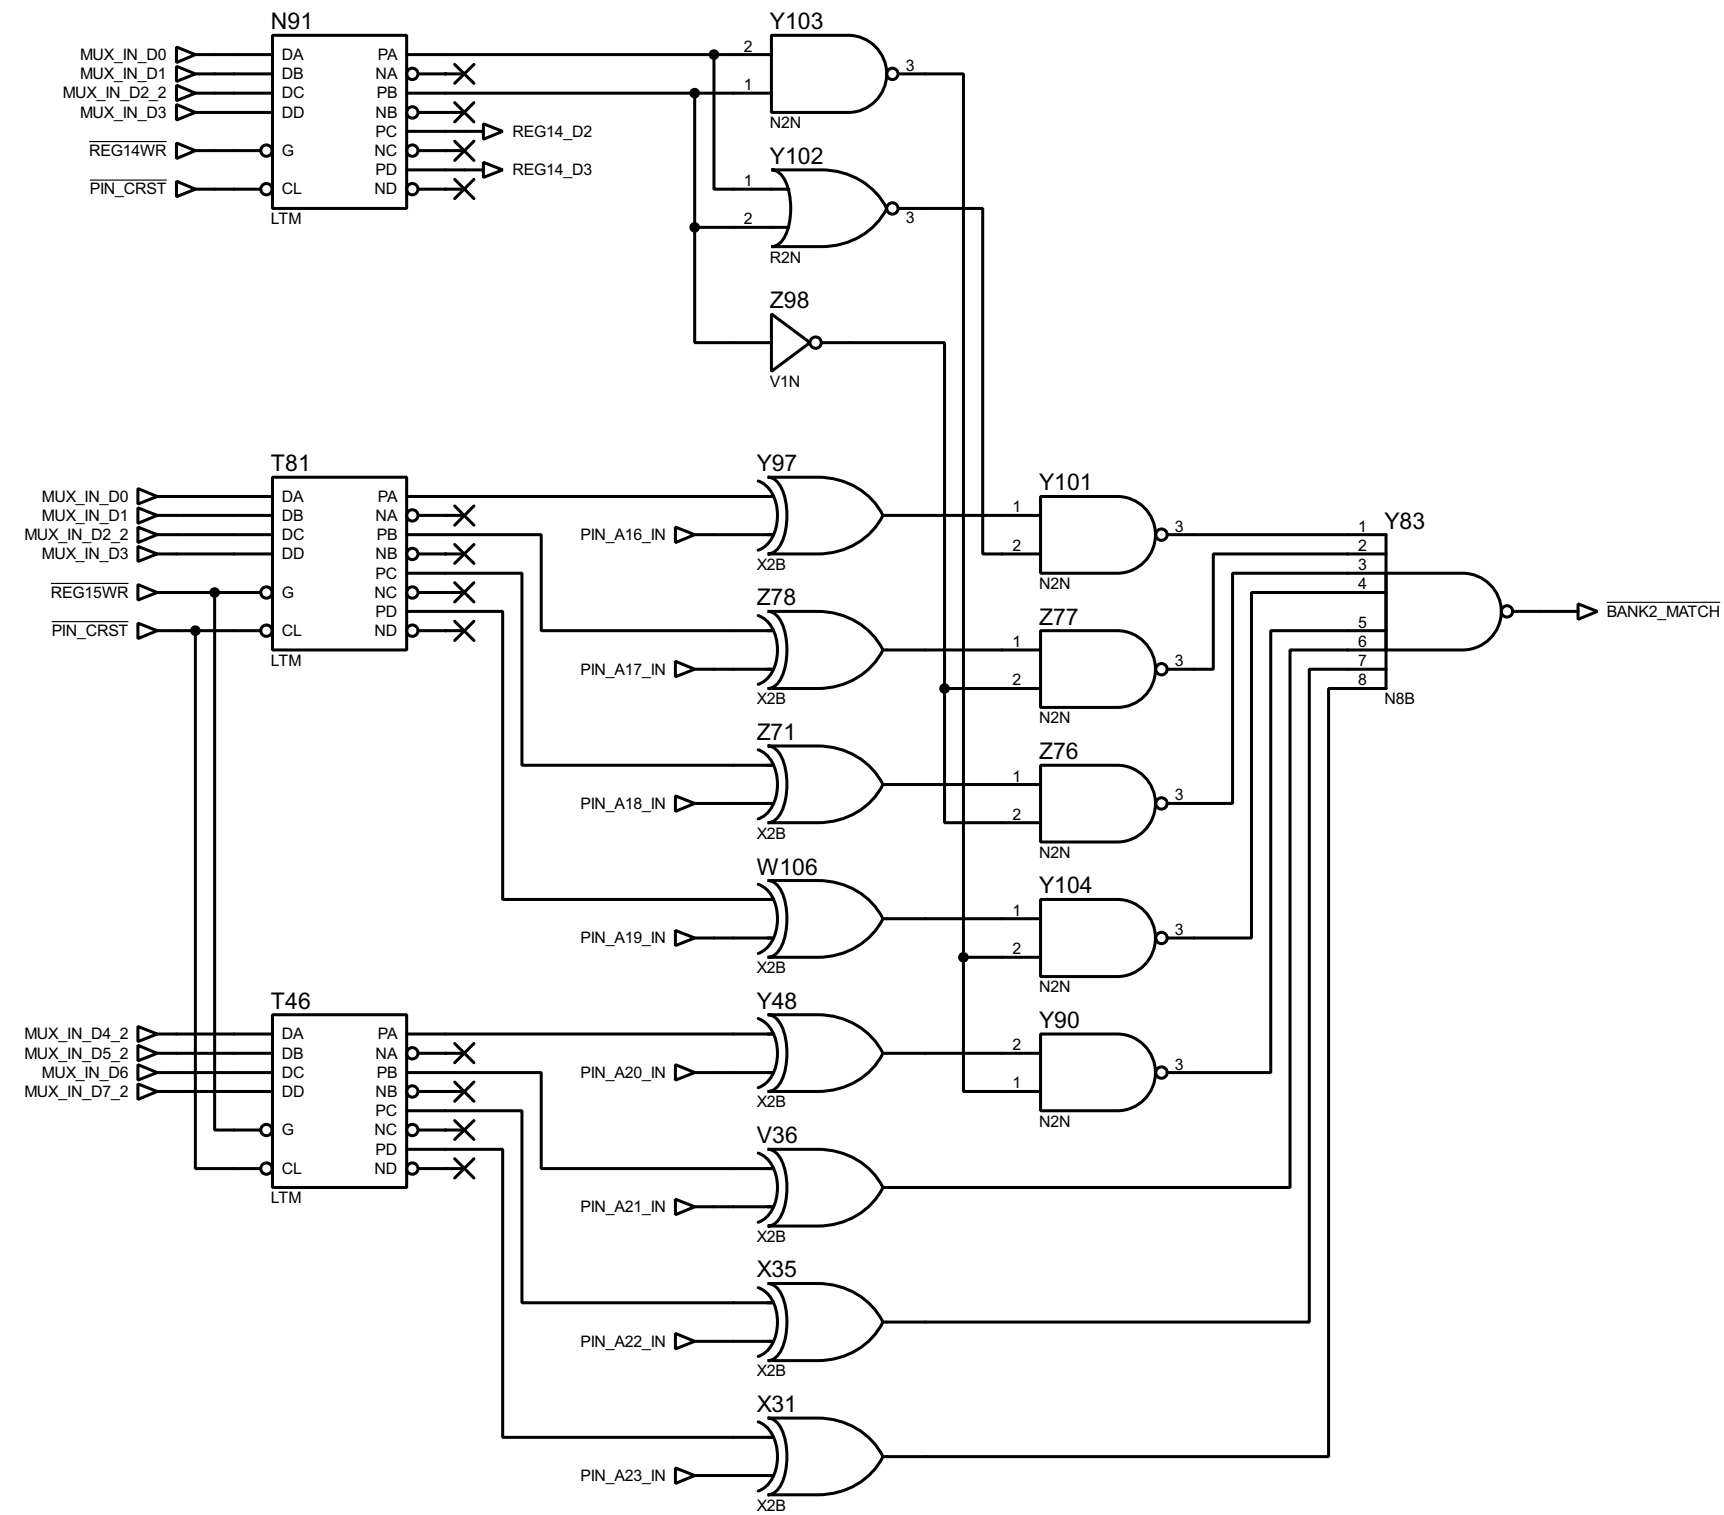 N91
MUX_IN_D0
MUX_IN_D1
MUX_IN_D2_2
MUX_IN_D3
REG14WR
PIN_CRST
DA PA
DB NA
DC PB
DD NB
PC
G NC
PD
CL ND
LTM
REG14_D2
REG14_D3
Y103
2
1
3
N2N
Y102
1
2
3
R2N
Z98
V1N
T81
MUX_IN_D0
MUX_IN_D1
MUX_IN_D2_2
MUX_IN_D3
REG15WR
PIN_CRST
DA PA
DB NA
DC PB
DD NB
PC
G NC
PD
CL ND
LTM
Y97
PIN_A16_IN
X2B
Y101
1
2
3
N2N
Z78
PIN_A17_IN
X2B
Z77
1
2
3
N2N
Z71
PIN_A18_IN
X2B
Z76
1
2
3
N2N
W106
PIN_A19_IN
X2B
Y104
1
2
3
N2N
Y83
1
2
3
4
5
6
7
8
N8B
BANK2_MATCH
T46
MUX_IN_D4_2
MUX_IN_D5_2
MUX_IN_D6
MUX_IN_D7_2
DA PA
DB NA
DC PB
DD NB
PC
G NC
PD
CL ND
LTM
Y48
PIN_A20_IN
X2B
Y90
2
1
3
N2N
V36
PIN_A21_IN
X2B
X35
PIN_A22_IN
X2B
X31
PIN_A23_IN
X2B